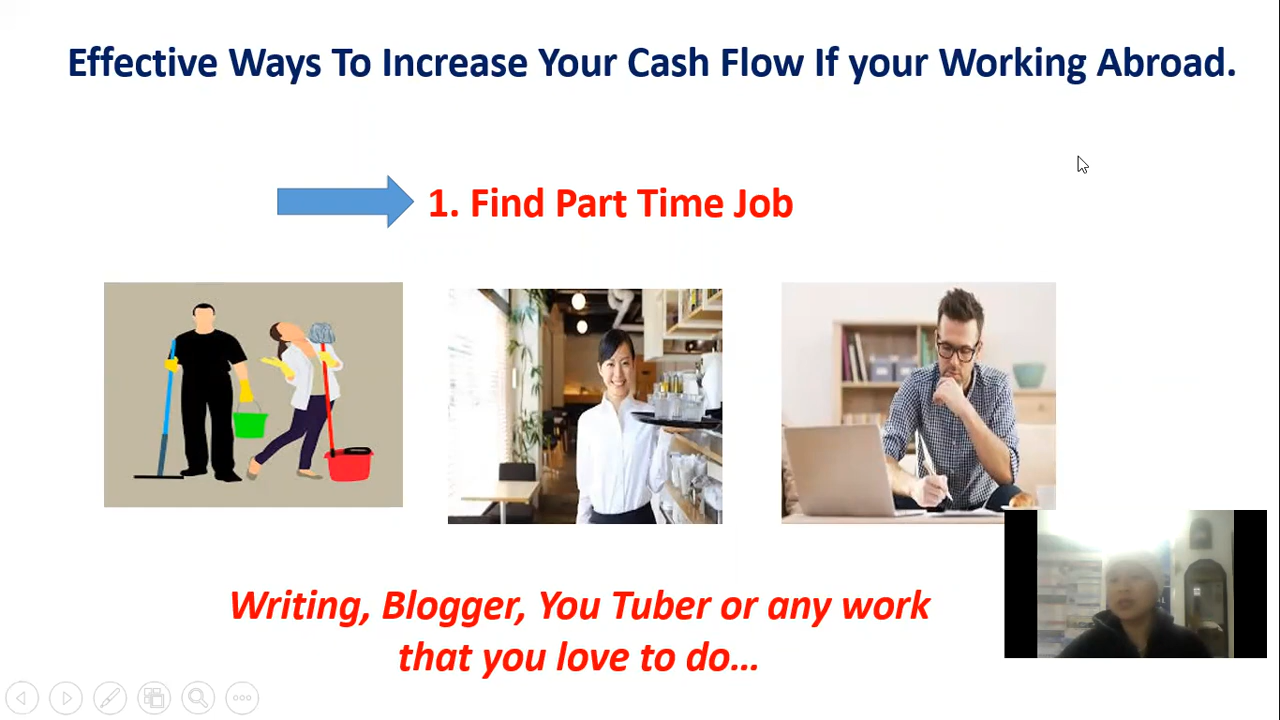 Effective Ways To Increase Your Cash Flow If your Working Abroad.
1. Find Part Time Job
Writing, Blogger, You Tuber or any work
that you love to do...